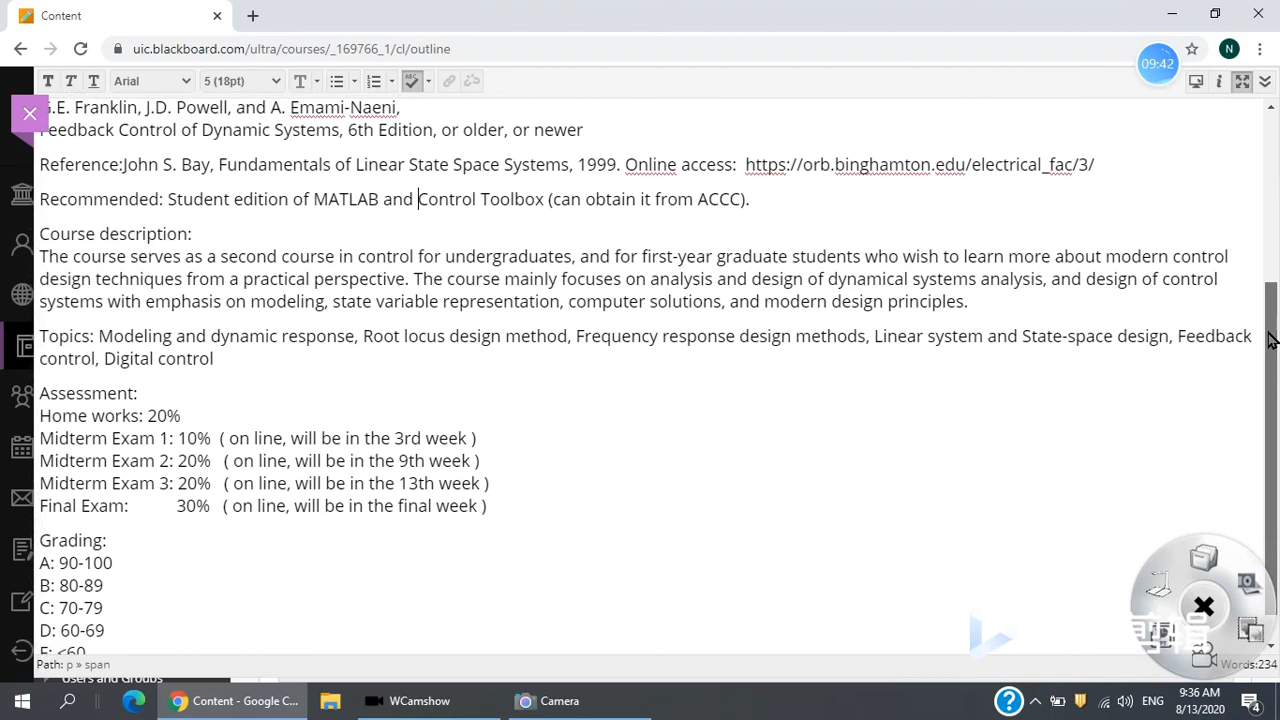 Content
uic.blackboard.com/ultra/courses/_169766_1/cl/outline
N
09:42
T T T Arial 5 (18pt) T ABC
G.E. Franklin, J.D. Powell, and A. Emami-Naeni,
Feedback Control of Dynamic Systems, 6th Edition, or older, or newer
Reference:John S. Bay, Fundamentals of Linear State Space Systems, 1999. Online access: https://orb.binghamton.edu/electrical_fac/3/
Recommended: Student edition of MATLAB and Control Toolbox (can obtain it from ACCC).
Course description:
The course serves as a second course in control for undergraduates, and for first-year graduate students who wish to learn more about modern control
design techniques from a practical perspective. The course mainly focuses on analysis and design of dynamical systems analysis, and design of control
systems with emphasis on modeling, state variable representation, computer solutions, and modern design principles.
Topics: Modeling and dynamic response, Root locus design method, Frequency response design methods, Linear system and State-space design, Feedback
control, Digital control
Assessment:
Home works: 20%
Midterm Exam 1: 10% ( on line, will be in the 3rd week )
Midterm Exam 2: 20% ( on line, will be in the 9th week )
Midterm Exam 3: 20% ( on line, will be in the 13th week )
Final Exam: 30% ( on line, will be in the final week )
Grading:
A: 90-100
B: 80-89
C: 70-79
D: 60-69
F: <60
Path: p » span
Words:234
Users and Groups
Content - Google C...
WCamshow
Camera
ENG
9:36 AM
8/13/2020
4